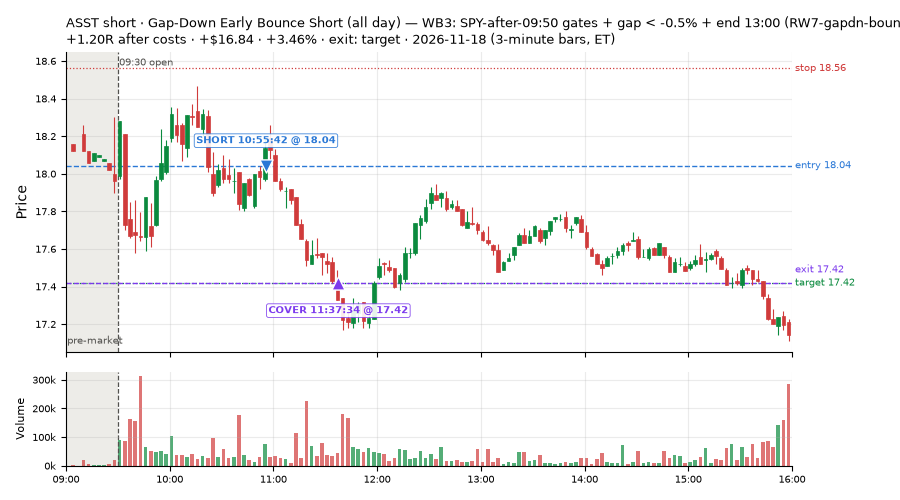 ASST short · Gap-Down Early Bounce Short (all day) — WB3: SPY-after-09:50 gates + gap < -0.5% + end 13:00 (RW7-gapdn-boun
+1.20R after costs · +$16.84 · +3.46% · exit: target · 2026-11-18 (3-minute bars, ET)
09:30 open
18.6
stop 18.56
18.4
18.2
SHORT 10:55:42 @ 18.04
entry 18.04
18.0
Price
17.8
17.6
exit 17.42
17.4
target 17.42
COVER 11:37:34 @ 17.42
17.2
pre-market
300k
200k
Volume
100k
0k
09:00 10:00 11:00 12:00 13:00 14:00 15:00 16:00